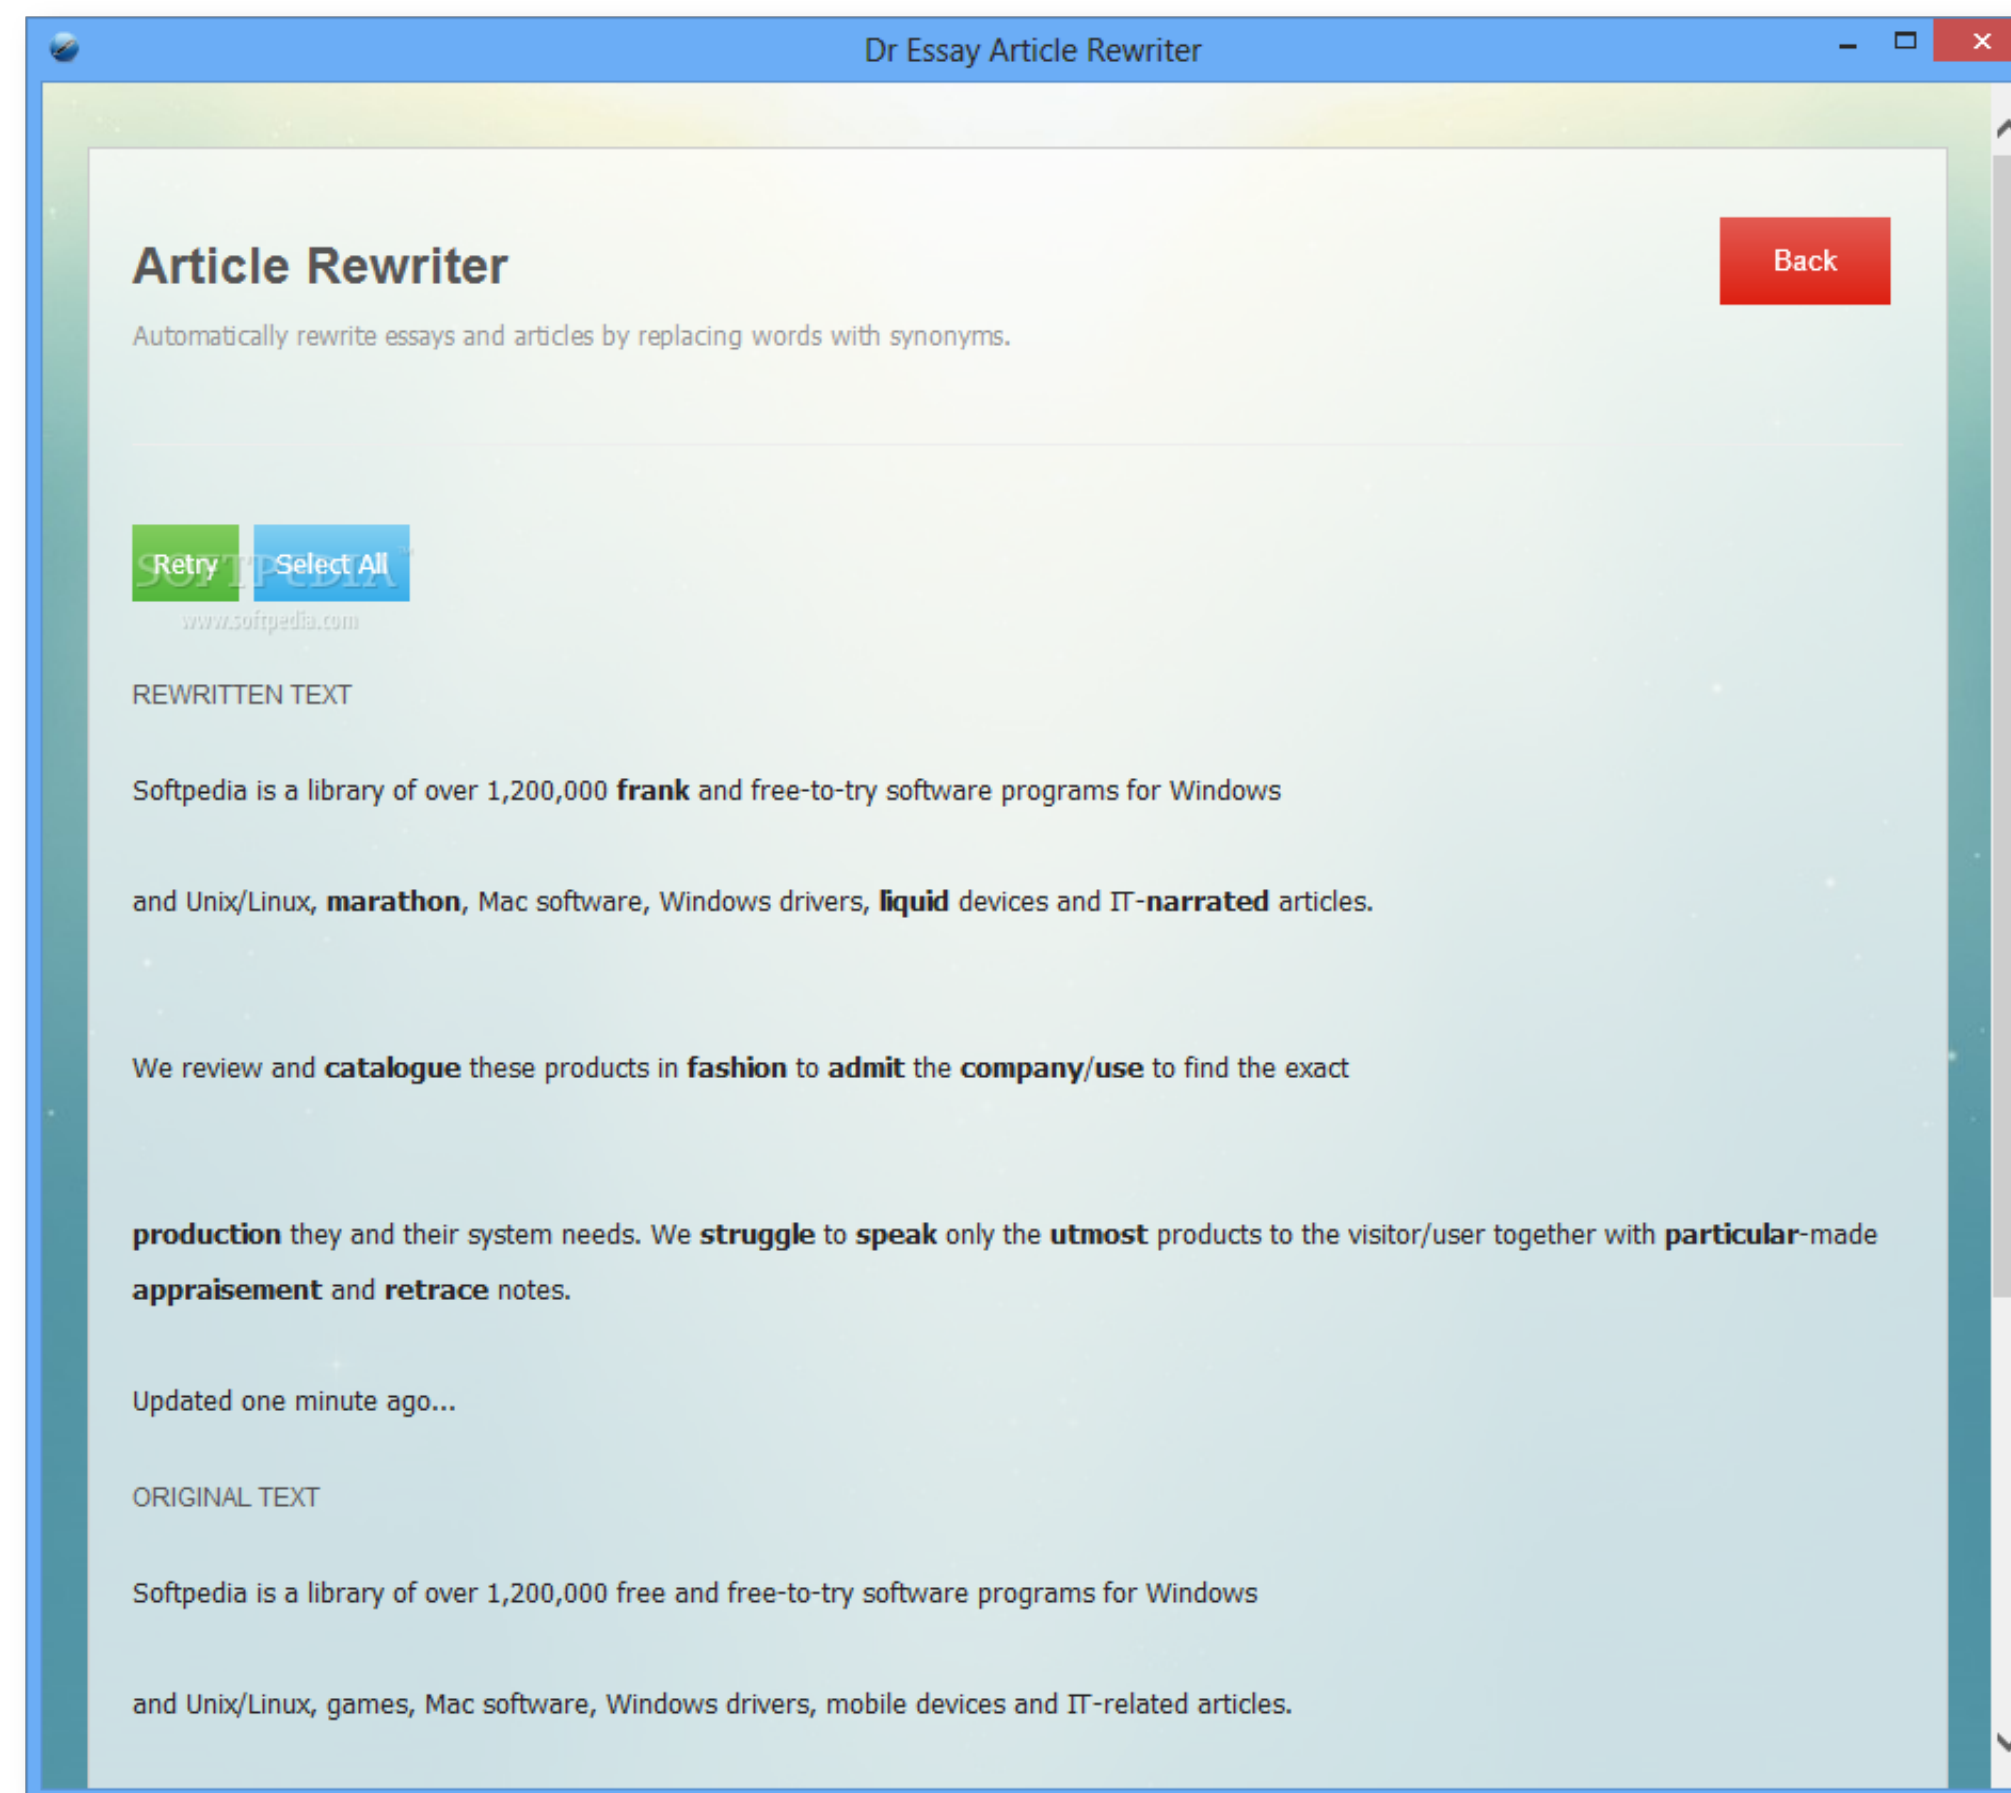 Dr Essay Article Rewriter
Article Rewriter
Back
Automatically rewrite essays and articles by replacing words with synonyms.
Retry Select All
SOFTPEDIA™
www.softpedia.com
REWRITTEN TEXT
Softpedia is a library of over 1,200,000 frank and free-to-try software programs for Windows
and Unix/Linux, marathon, Mac software, Windows drivers, liquid devices and IT-narrated articles.
We review and catalogue these products in fashion to admit the company/use to find the exact
production they and their system needs. We struggle to speak only the utmost products to the visitor/user together with particular-made
appraisement and retrace notes.
Updated one minute ago...
ORIGINAL TEXT
Softpedia is a library of over 1,200,000 free and free-to-try software programs for Windows
and Unix/Linux, games, Mac software, Windows drivers, mobile devices and IT-related articles.